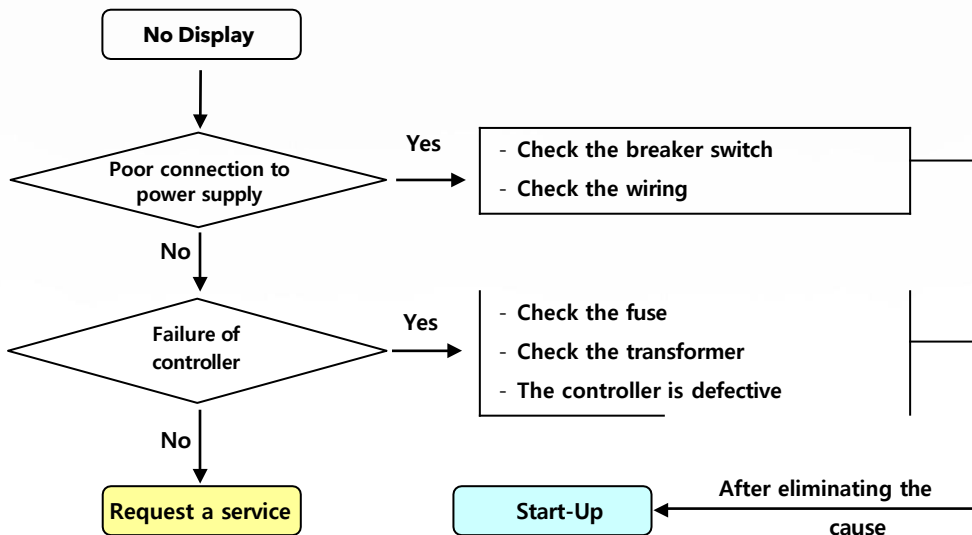 No Display
Poor connection to
power supply
Yes
- Check the breaker switch
- Check the wiring
No
Failure of
controller
Yes
- Check the fuse
- Check the transformer
- The controller is defective
No
Request a service
Start-Up
After eliminating the
cause